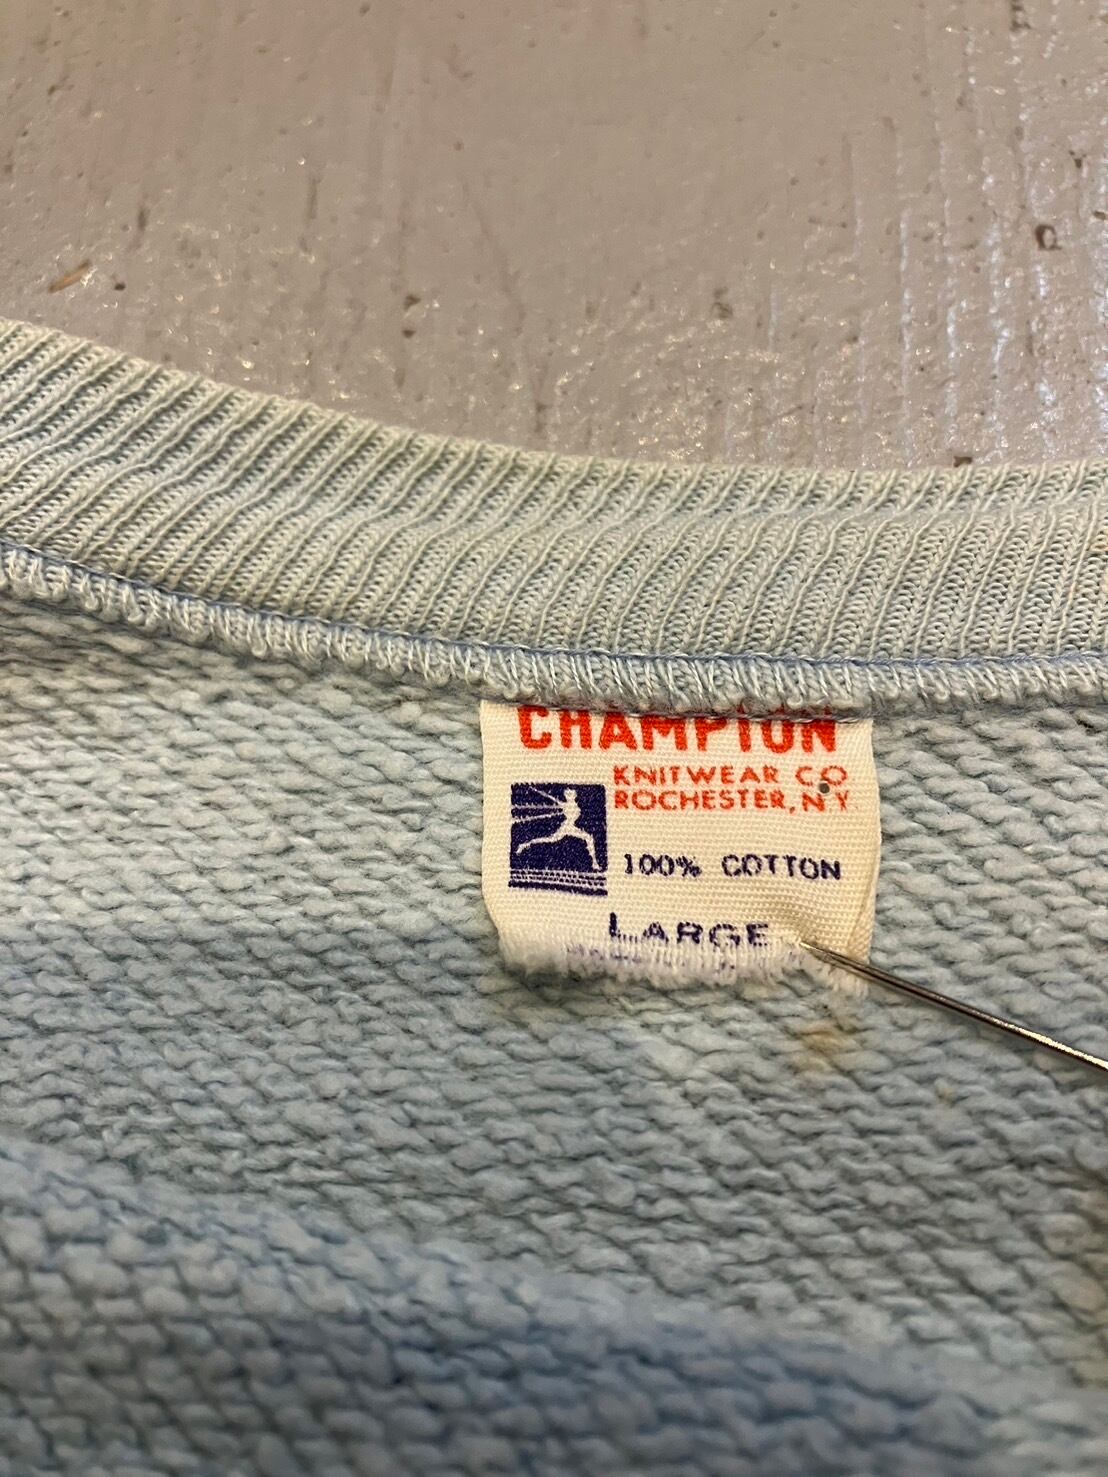 CHAMPION
KNITWEAR CO
ROCHESTER, N Y.
100% COTTON
LARGE